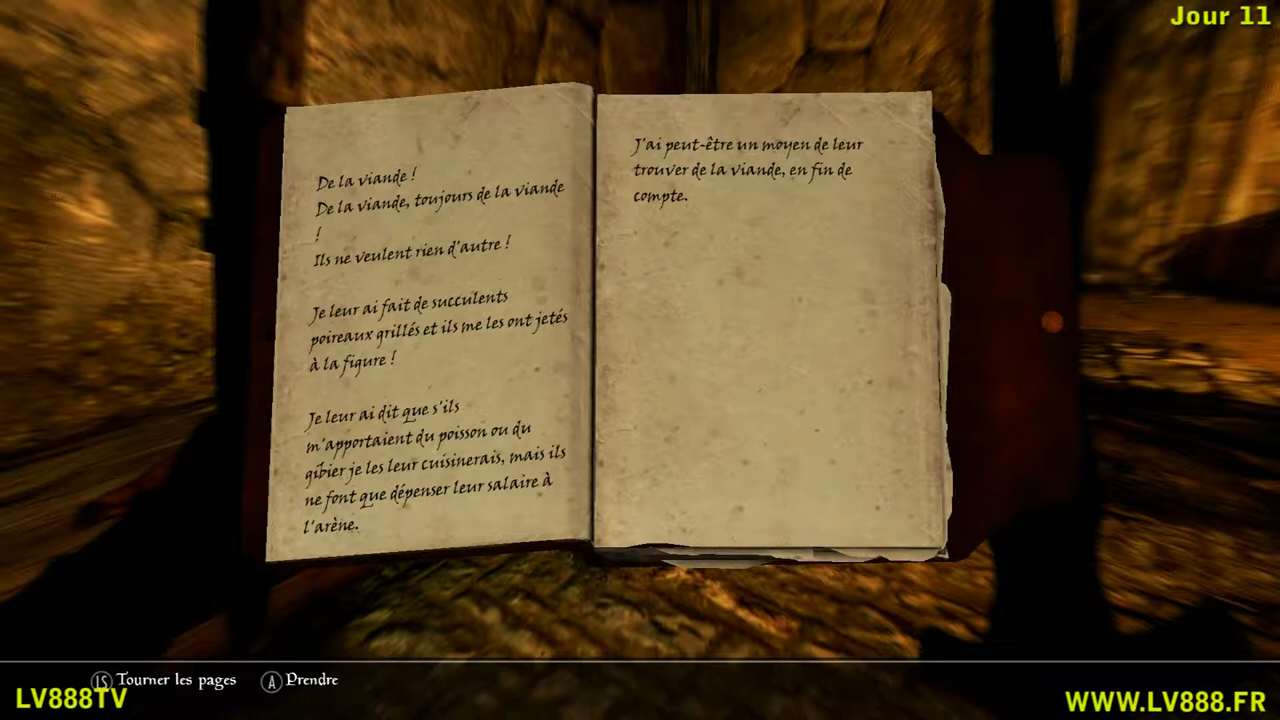 Jour 11
De la viande !
De la viande, toujours de la viande
!
Ils ne veulent rien d'autre !
Je leur ai fait de succulents
poireaux grillés et ils me les ont jetés
à la figure !
Je leur ai dit que s'ils
m'apportaient du poisson ou du
gibier je les leur cuisinerais, mais ils
ne font que dépenser leur salaire à
l'arène.
J'ai peut-être un moyen de leur
trouver de la viande, en fin de
compte.
LS Tourner les pages A Prendre
LV888TV
WWW.LV888.FR